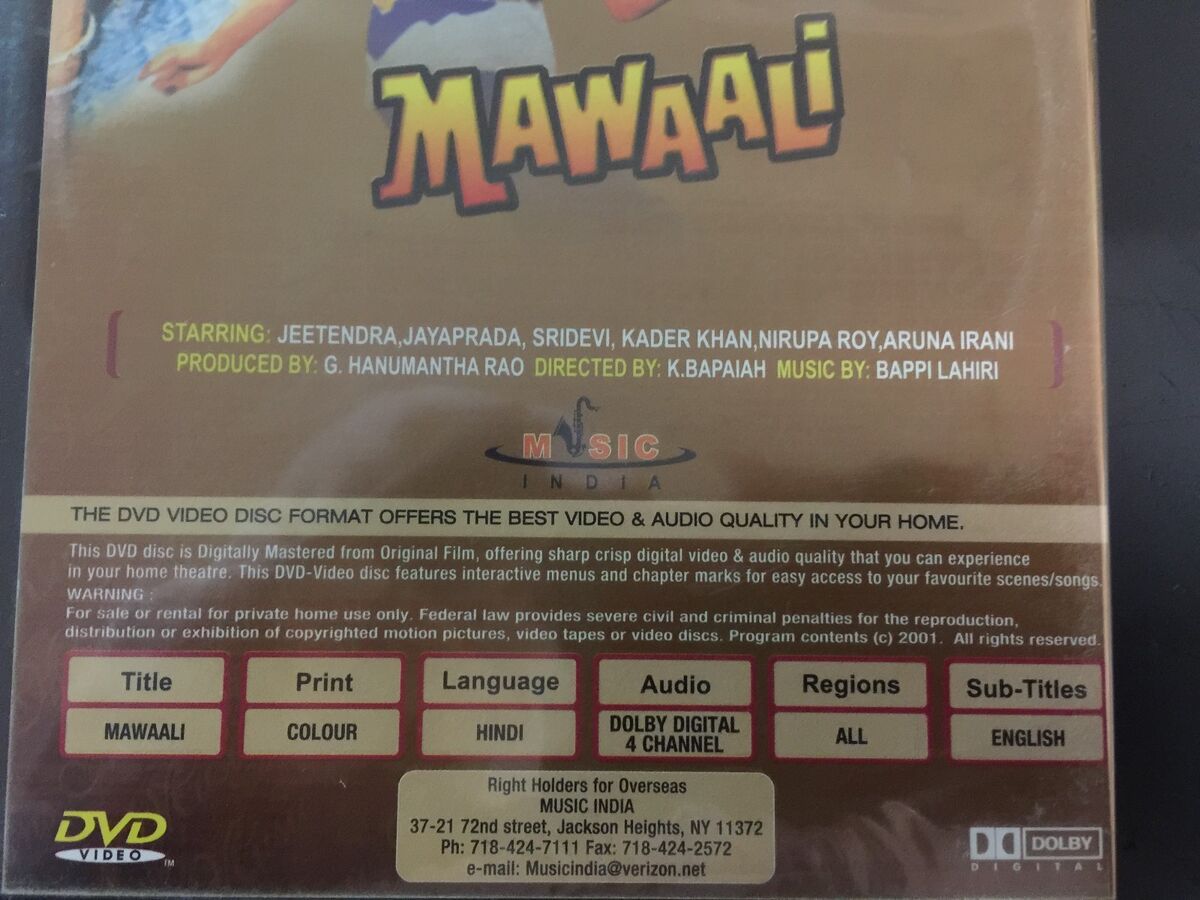 MAWAALi
STARRING: JEETENDRA,JAYAPRADA, SRIDEVI, KADER KHAN,NIRUPA ROY,ARUNA IRANI
PRODUCED BY: G. HANUMANTHA RAO DIRECTED BY: K.BAPAIAH MUSIC BY: BAPPI LAHIRI
MUSIC
INDIA
THE DVD VIDEO DISC FORMAT OFFERS THE BEST VIDEO & AUDIO QUALITY IN YOUR HOME.
This DVD disc is Digitally Mastered from Original Film, offering sharp crisp digital video & audio quality that you can experience
in your home theatre. This DVD-Video disc features interactive menus and chapter marks for easy access to your favourite scenes/songs.
WARNING :
For sale or rental for private home use only. Federal law provides severe civil and criminal penalties for the reproduction,
distribution or exhibition of copyrighted motion pictures, video tapes or video discs. Program contents (c) 2001. All rights reserved.
Title Print Language Audio Regions Sub-Titles
MAWAALI COLOUR HINDI DOLBY DIGITAL 4 CHANNEL ALL ENGLISH
Right Holders for Overseas
MUSIC INDIA
37-21 72nd street, Jackson Heights, NY 11372
Ph: 718-424-7111 Fax: 718-424-2572
e-mail: Musicindia@verizon.net
DVD
VIDEO TM
DOLBY
DIGITAL